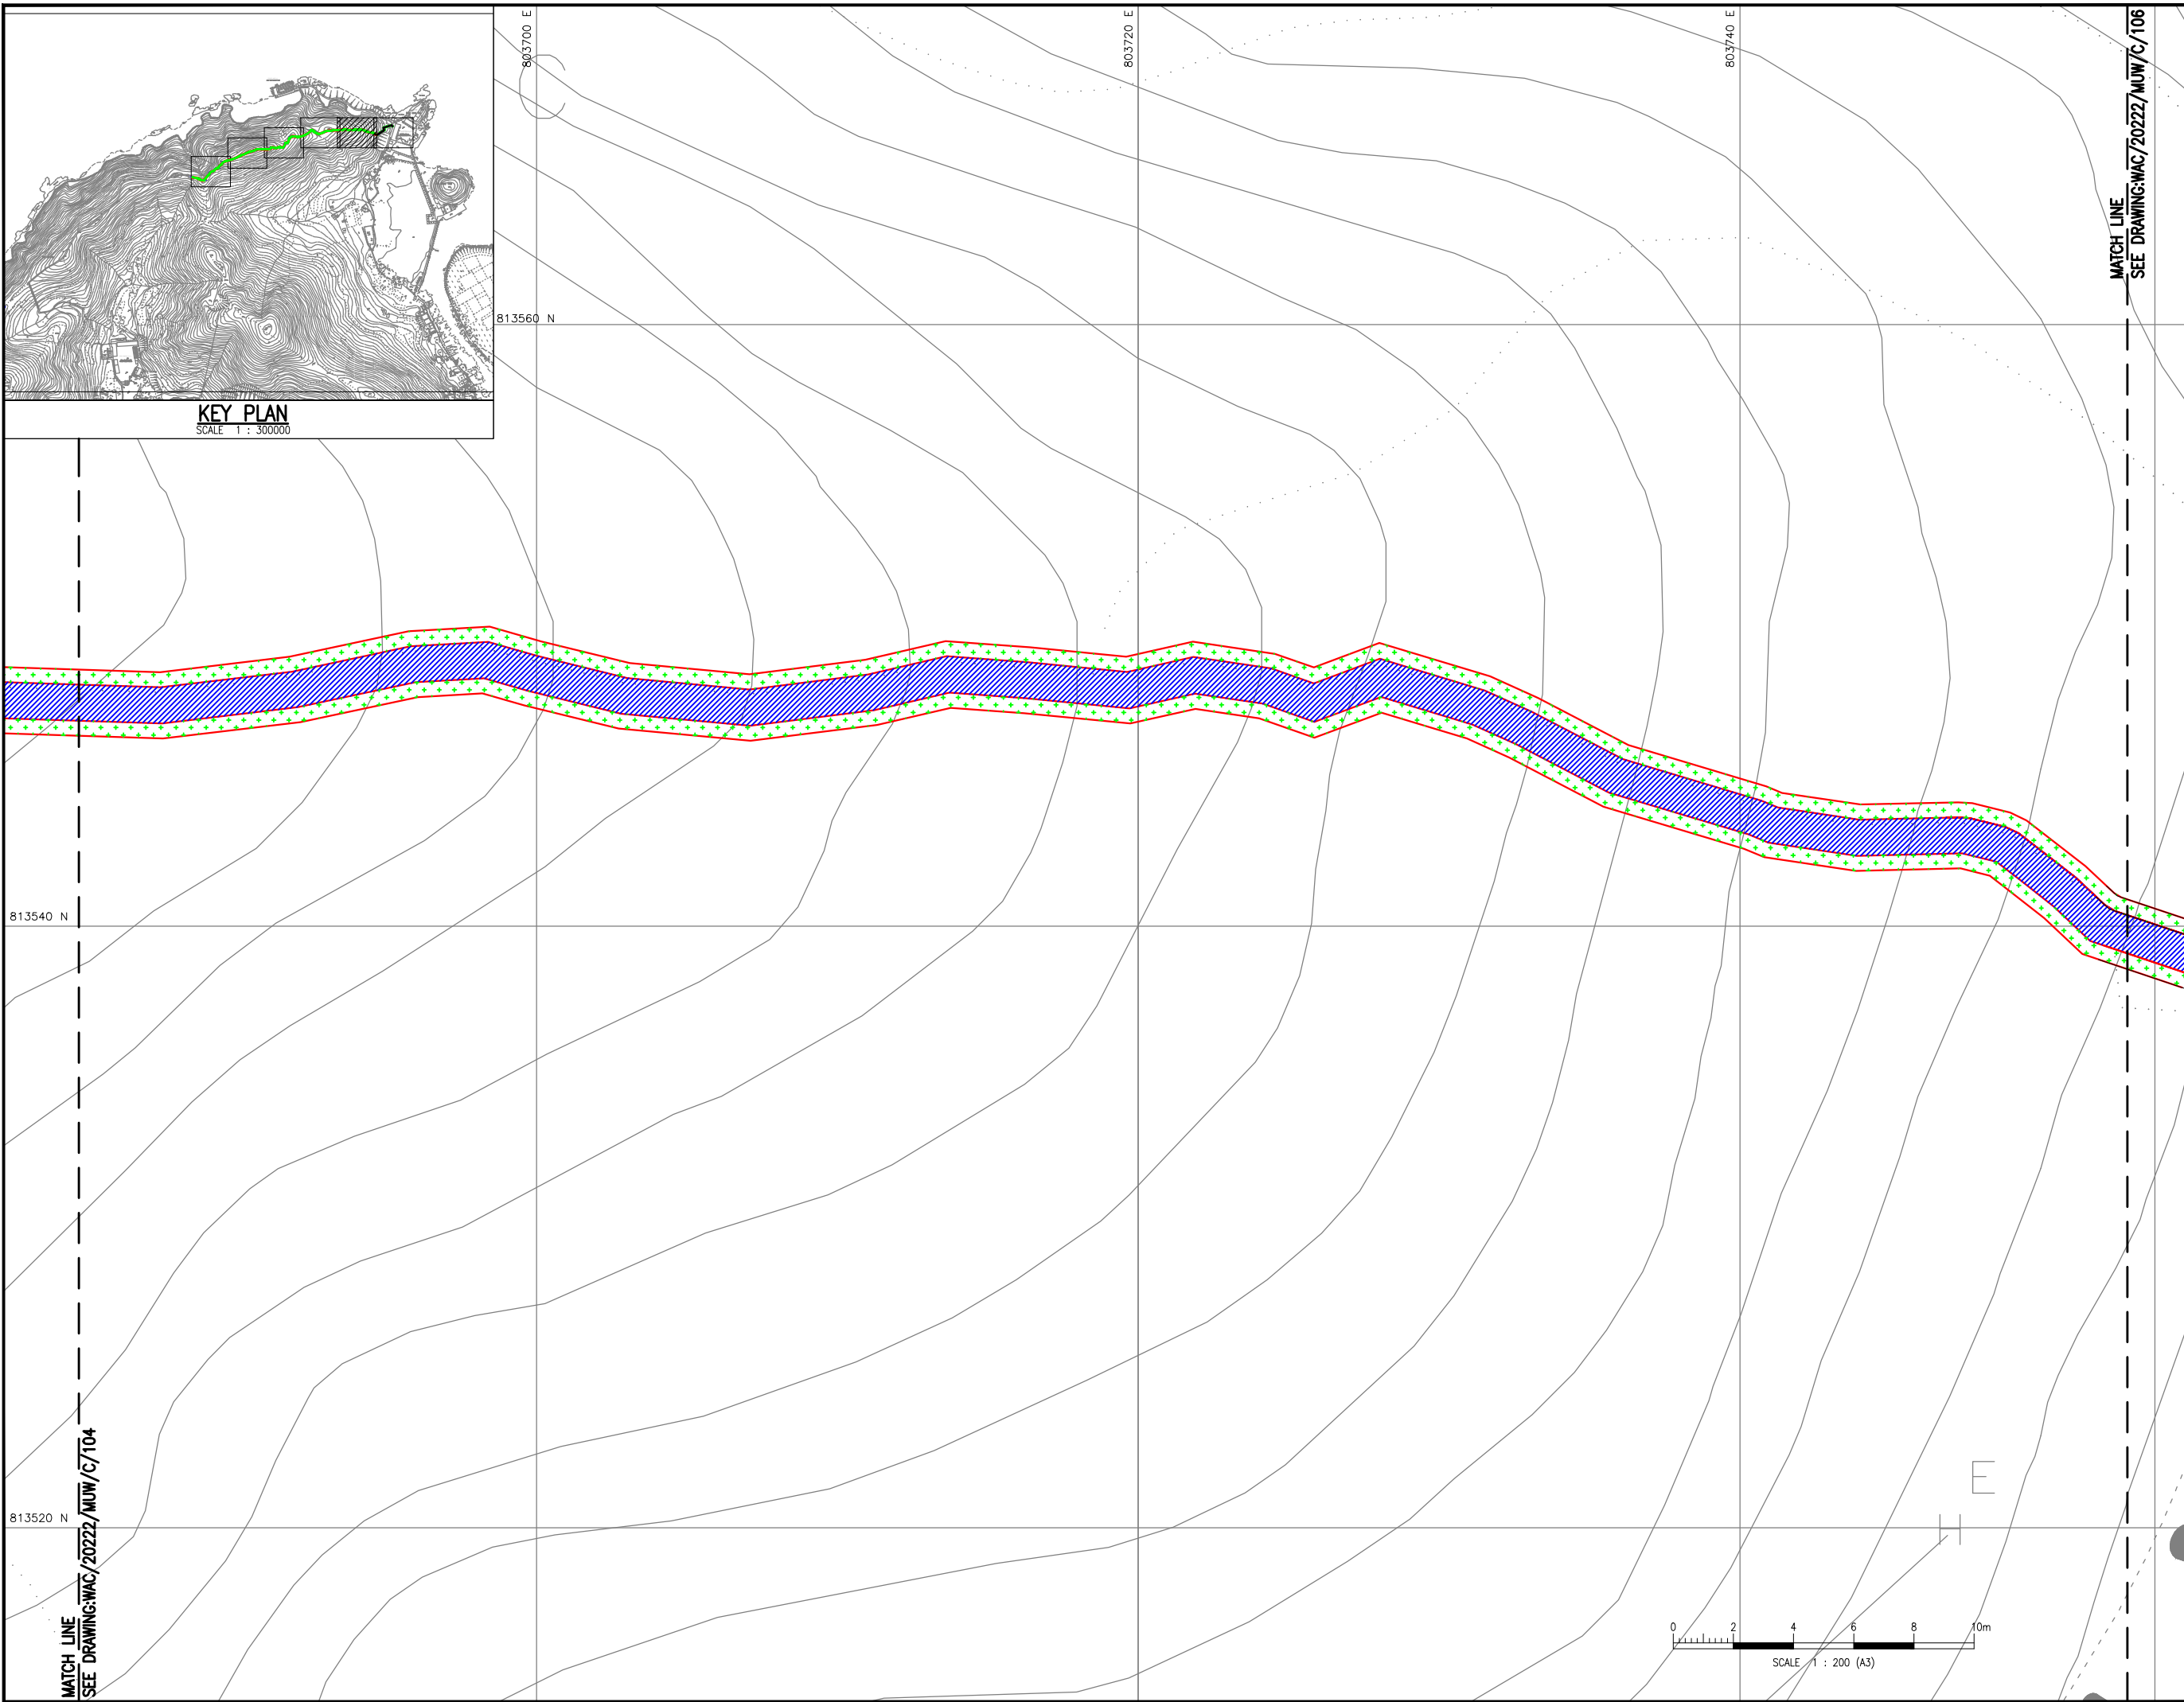 803700 E
803720 E
803740 E
MATCH LINE
SEE DRAWING:WAC/20222/MUW/C/106
C
813560 N
KEY PLAN
SCALE 1 : 300000
813540 N
813520 N
MATCH LINE
SEE DRAWING:WAC/20222/MUW/C/104
E
H
0 2 4 6 8 10m
SCALE 1 : 200 (A3)